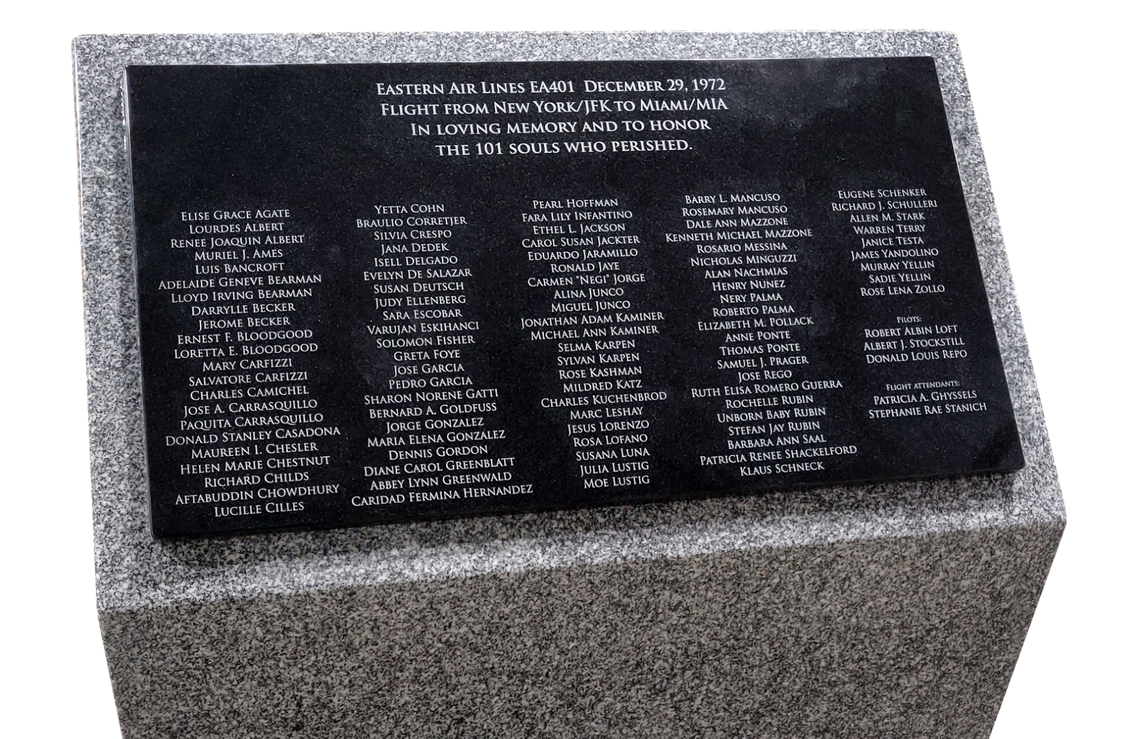 EASTERN AIR LINES EA401 DECEMBER 29, 1972
FLIGHT FROM NEW YORK/JFK TO MIAMI/MIA
IN LOVING MEMORY AND TO HONOR
THE 101 SOULS WHO PERISHED.
ELISE GRACE AGATE
LOURDES ALBERT
RENEE JOAQUIN ALBERT
MURIEL J. AMES
LUIS BANCROFT
ADELAIDE GENEVE BEARMAN
LLOYD IRVING BEARMAN
DARRYLLE BECKER
JEROME BECKER
ERNEST F. BLOODGOOD
LORETTA E. BLOODGOOD
MARY CARFIZZI
SALVATORE CARFIZZI
CHARLES CAMICHEL
JOSE A. CARRASQUILLO
PAQUITA CARRASQUILLO
DONALD STANLEY CASADONA
MAUREEN I. CHESLER
HELEN MARIE CHESTNUT
RICHARD CHILDS
AFTABUDDIN CHOWDHURY
LUCILLE CILLES
YETTA COHN
BRAULIO CORRETJER
SILVIA CRESPO
JANA DEDEK
ISELL DELGADO
EVELYN DE SALAZAR
SUSAN DEUTSCH
JUDY ELLENBERG
SARA ESCOBAR
VARUJAN ESKIHANCI
SOLOMON FISHER
GRETA FOYE
JOSE GARCIA
PEDRO GARCIA
SHARON NORENE GATTI
BERNARD A. GOLDFUSS
JORGE GONZALEZ
MARIA ELENA GONZALEZ
DENNIS GORDON
DIANE CAROL GREENBLATT
ABBEY LYNN GREENWALD
CARIDAD FERMINA HERNANDEZ
PEARL HOFFMAN
FARA LILY INFANTINO
ETHEL L. JACKSON
CAROL SUSAN JACKTER
EDUARDO JARAMILLO
RONALD JAYE
CARMEN "NEGI" JORGE
ALINA JUNCO
MIGUEL JUNCO
JONATHAN ADAM KAMINER
MICHAEL ANN KAMINER
SELMA KARPEN
SYLVAN KARPEN
ROSE KASHMAN
MILDRED KATZ
CHARLES KUCHENBROD
MARC LESHAY
JESUS LORENZO
ROSA LOFANO
SUSANA LUNA
JULIA LUSTIG
MOE LUSTIG
BARRY L. MANCUSO
ROSEMARY MANCUSO
DALE ANN MAZZONE
KENNETH MICHAEL MAZZONE
ROSARIO MESSINA
NICHOLAS MINGUZZI
ALAN NACHMIAS
HENRY NUNEZ
NERY PALMA
ROBERTO PALMA
ELIZABETH M. POLLACK
ANNE PONTE
THOMAS PONTE
SAMUEL J. PRAGER
JOSE REGO
RUTH ELISA ROMERO GUERRA
ROCHELLE RUBIN
UNBORN BABY RUBIN
STEFAN JAY RUBIN
BARBARA ANN SAAL
PATRICIA RENEE SHACKELFORD
KLAUS SCHNECK
EUGENE SCHENKER
RICHARD J. SCHULLERI
ALLEN M. STARK
WARREN TERRY
JANICE TESTA
JAMES YANDOLINO
MURRAY YELLIN
SADIE YELLIN
ROSE LENA ZOLLO
PILOTS:
ROBERT ALBIN LOFT
ALBERT J. STOCKSTILL
DONALD LOUIS REPO
FLIGHT ATTENDANTS:
PATRICIA A. GHYSSELS
STEPHANIE RAE STANICH